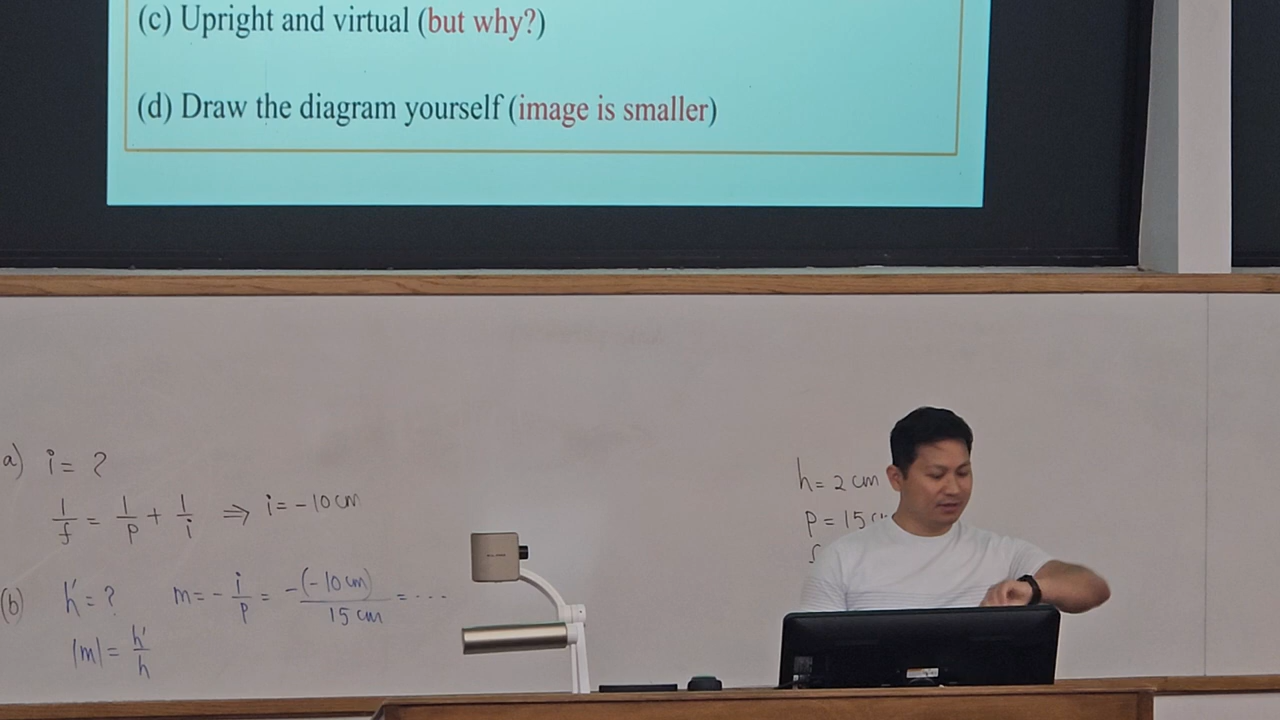 (c) Upright and virtual (but why?)
(d) Draw the diagram yourself (image is smaller)
a) i = ?
1/f = 1/p + 1/i ⇒ i = -10 cm
(b) h' = ? m = - i/p = -(-10 cm)/15 cm = ...
|m| = h'/h
h = 2 cm
p = 15